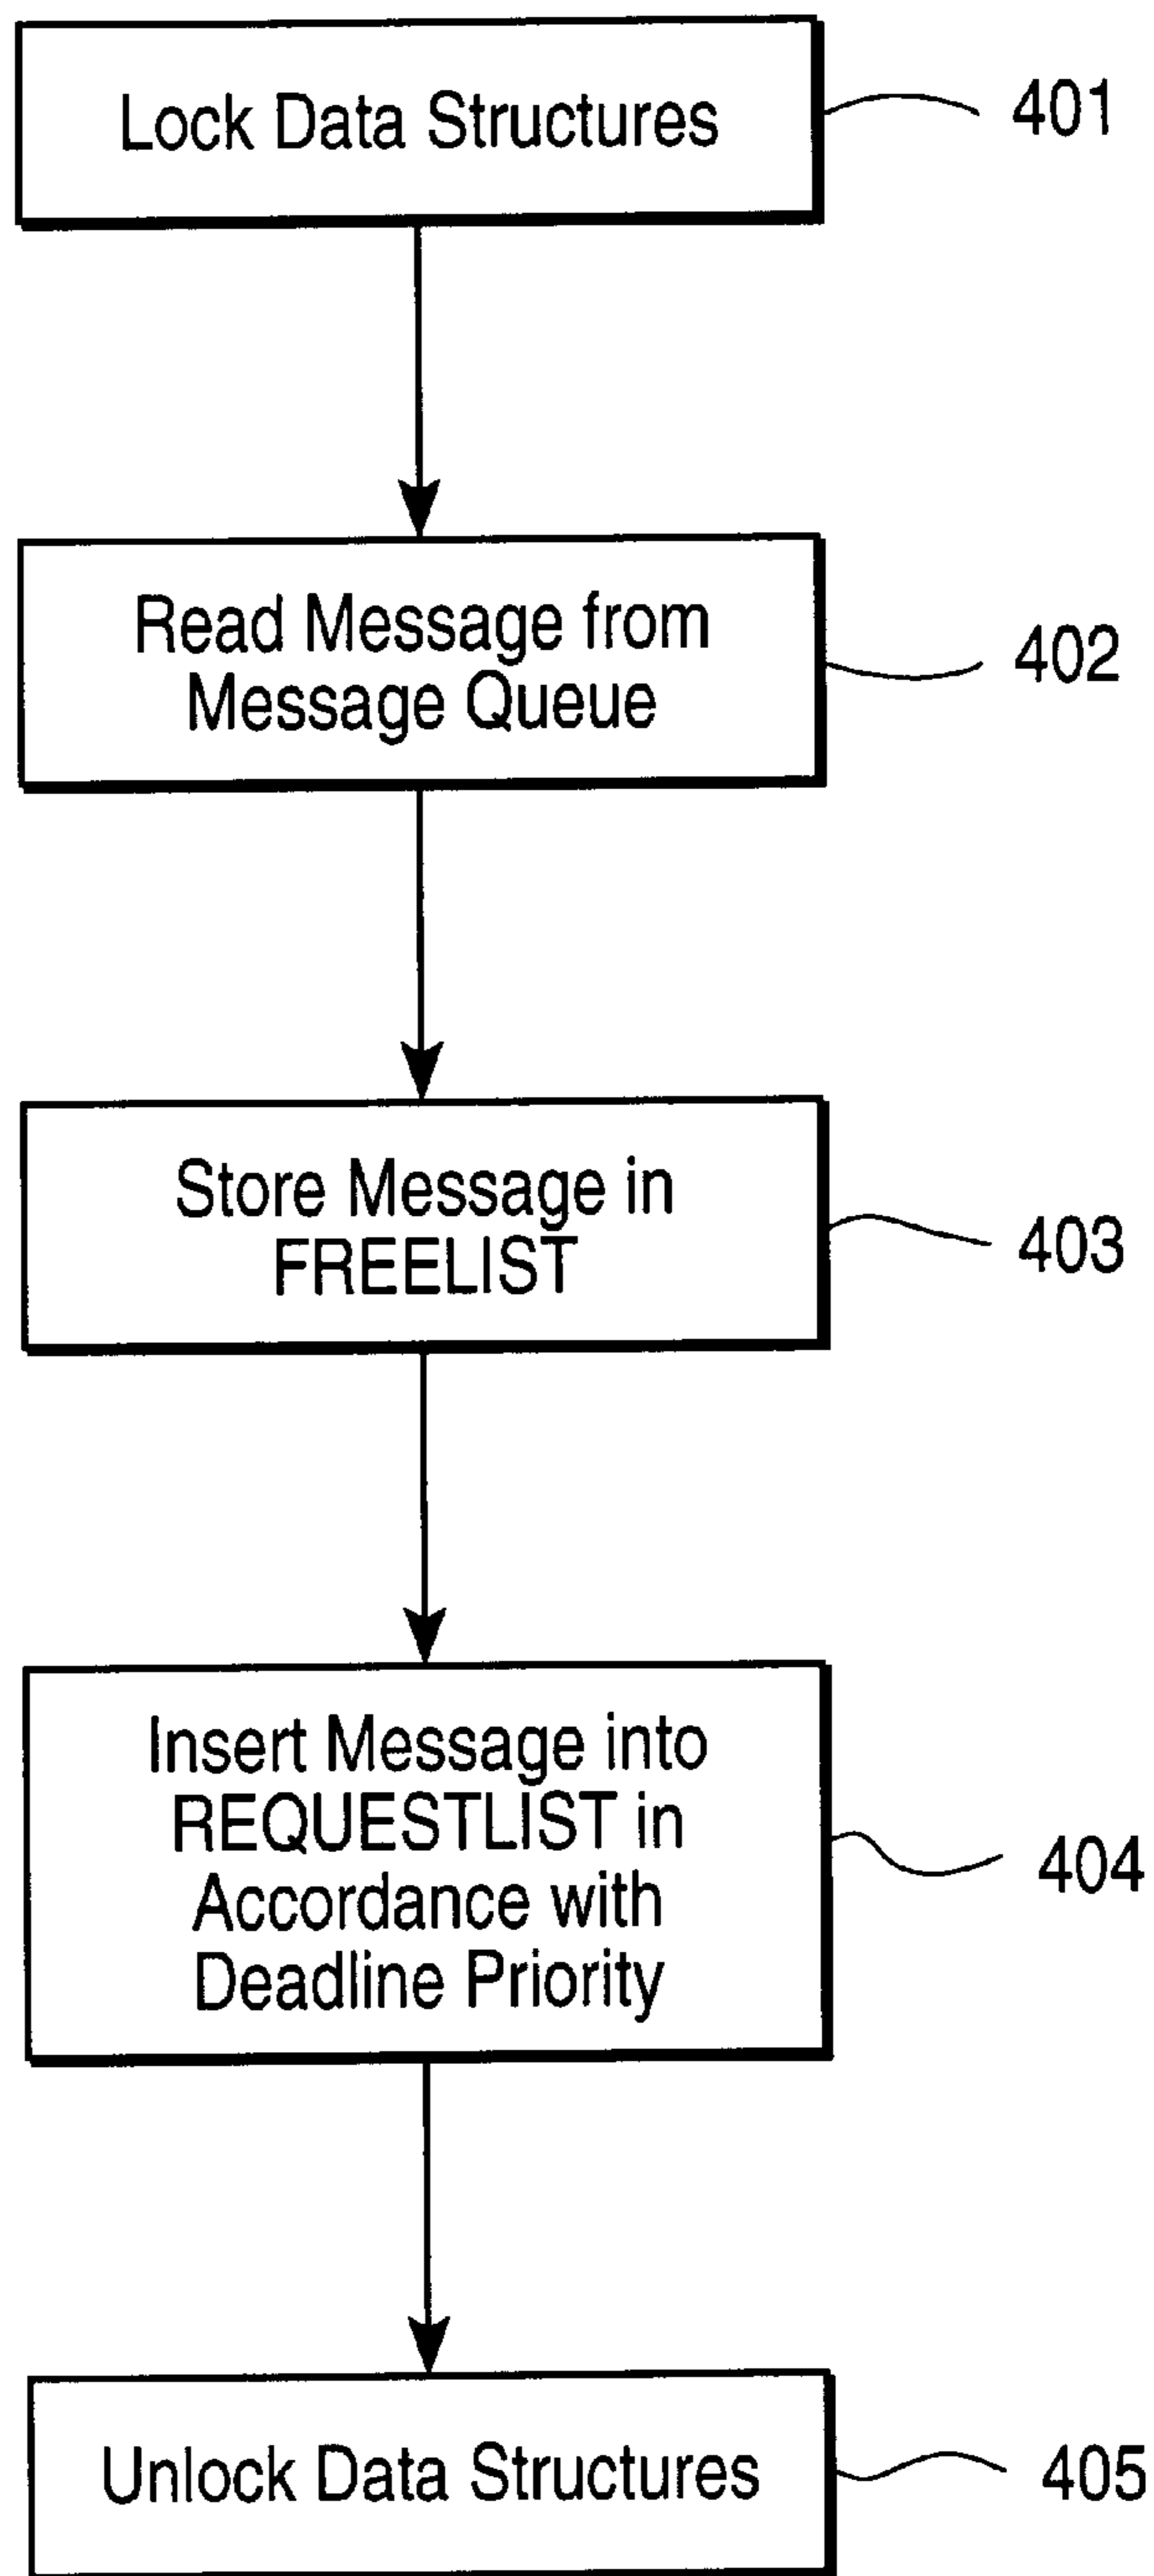 Lock Data Structures
401
Read Message from
Message Queue
402
Store Message in
FREELIST
403
Insert Message into
REQUESTLIST in
Accordance with
Deadline Priority
404
Unlock Data Structures
405